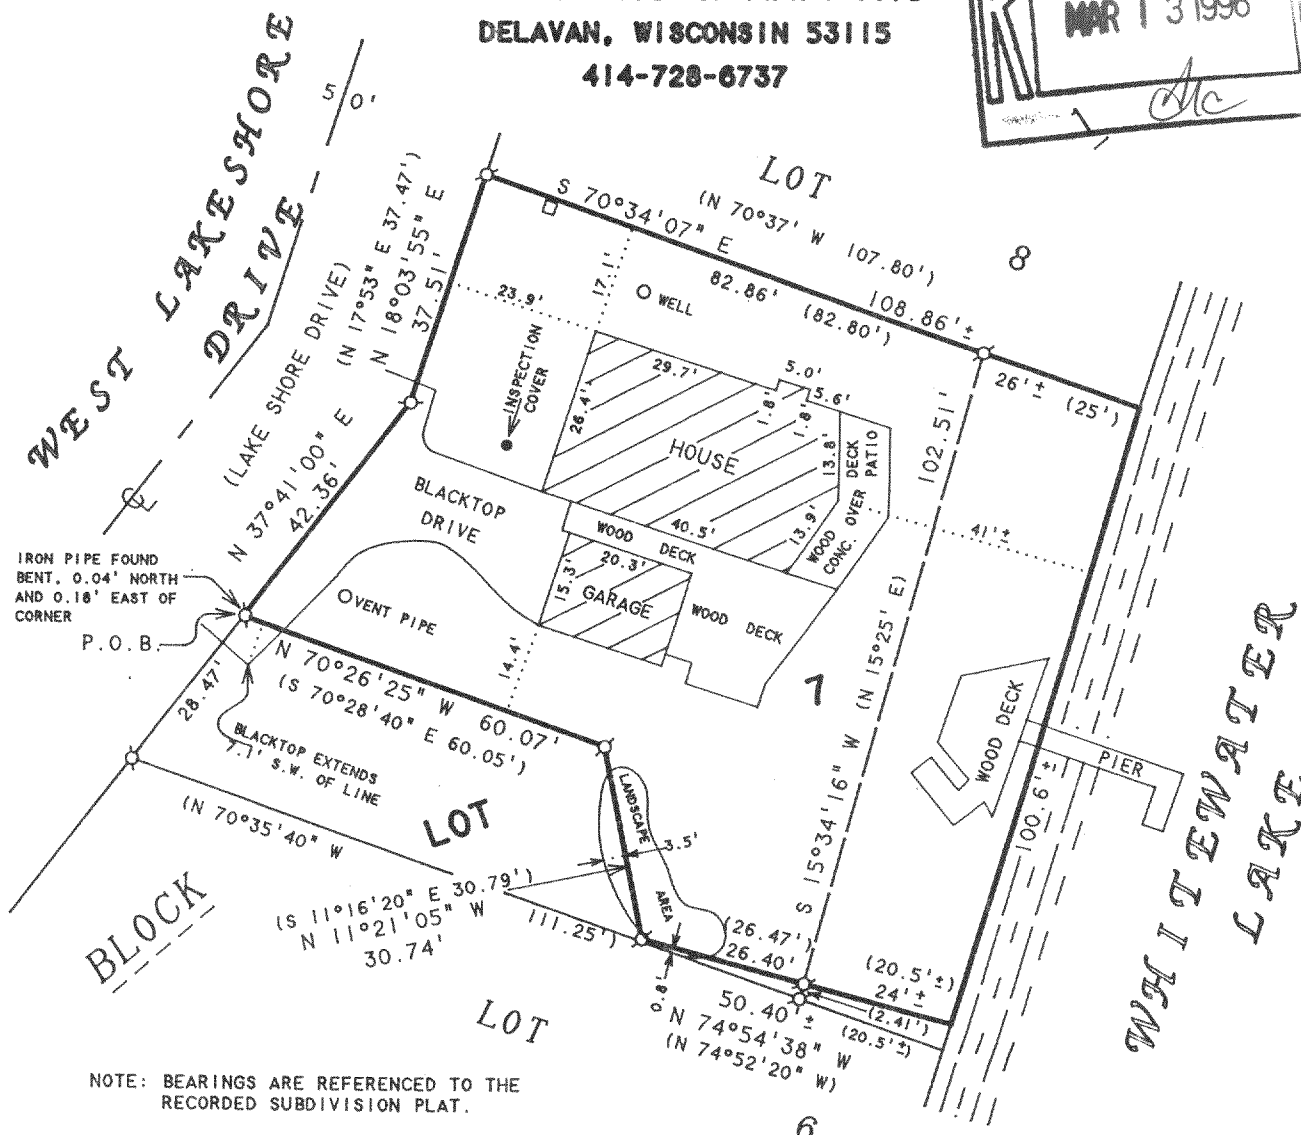 DELAVAN, WISCONSIN 53115
414-728-6737
MAR 13 1996
WEST LAKESHORE
DRIVE
50'
(LAKE SHORE DRIVE)
(N 17°53" E 37.47')
N 18°03'55" E
37.51'
LOT
8
S 70°34'07" E
(N 70°37' W 107.80')
82.86'
(82.80')
108.86'±
26'±
(25')
23.9'
17.1'
WELL
INSPECTION
COVER
29.7'
5.0'
1.8'
5.6'
1.8'
26.4'
HOUSE
13.8'
DECK
PATIO
13.9'
WOOD OVER
CONC.
40.5'
102.51'
41'±
N 37°41'00" E
42.36'
BLACKTOP
DRIVE
WOOD DECK
20.3'
15.3'
GARAGE
WOOD DECK
IRON PIPE FOUND
BENT, 0.04' NORTH
AND 0.18' EAST OF
CORNER
P.O.B.
VENT PIPE
14.4'
28.47'
N 70°26'25" W 60.07'
(S 70°28'40" E 60.05')
BLACKTOP EXTENDS
7.1' S.W. OF LINE
7
S 15°34'16" W (N 15°25' E)
WOOD DECK
PIER
100.6'±
WHITEWATER
LAKE
(N 70°35'40" W
111.25')
LOT
LANDSCAPE
AREA
3.5'
BLOCK
(S 11°16'20" E 30.79')
N 11°21'05" W
30.74'
(26.47')
26.40'
(20.5'±)
24'±
0.8'
50.40'±
(2.41')
(20.5'±)
N 74°54'38" W
(N 74°52'20" W)
LOT
6
NOTE: BEARINGS ARE REFERENCED TO THE
RECORDED SUBDIVISION PLAT.